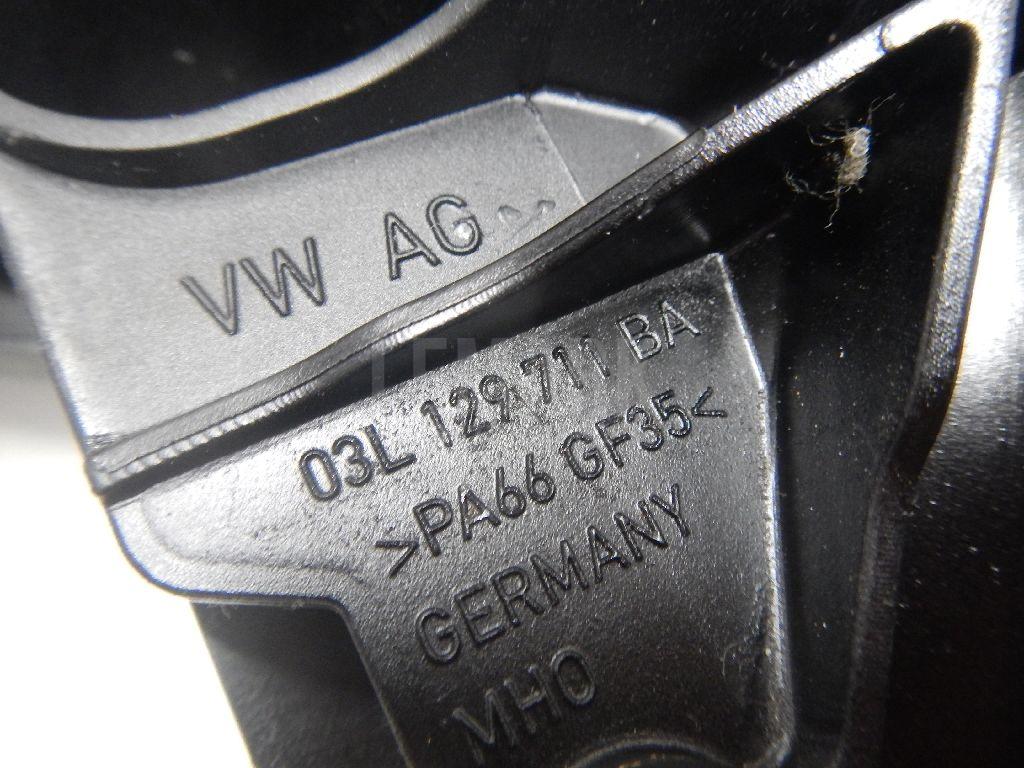 VW AG
03L 129 711 BA
>PA66 GF35<
GERMANY
MHO